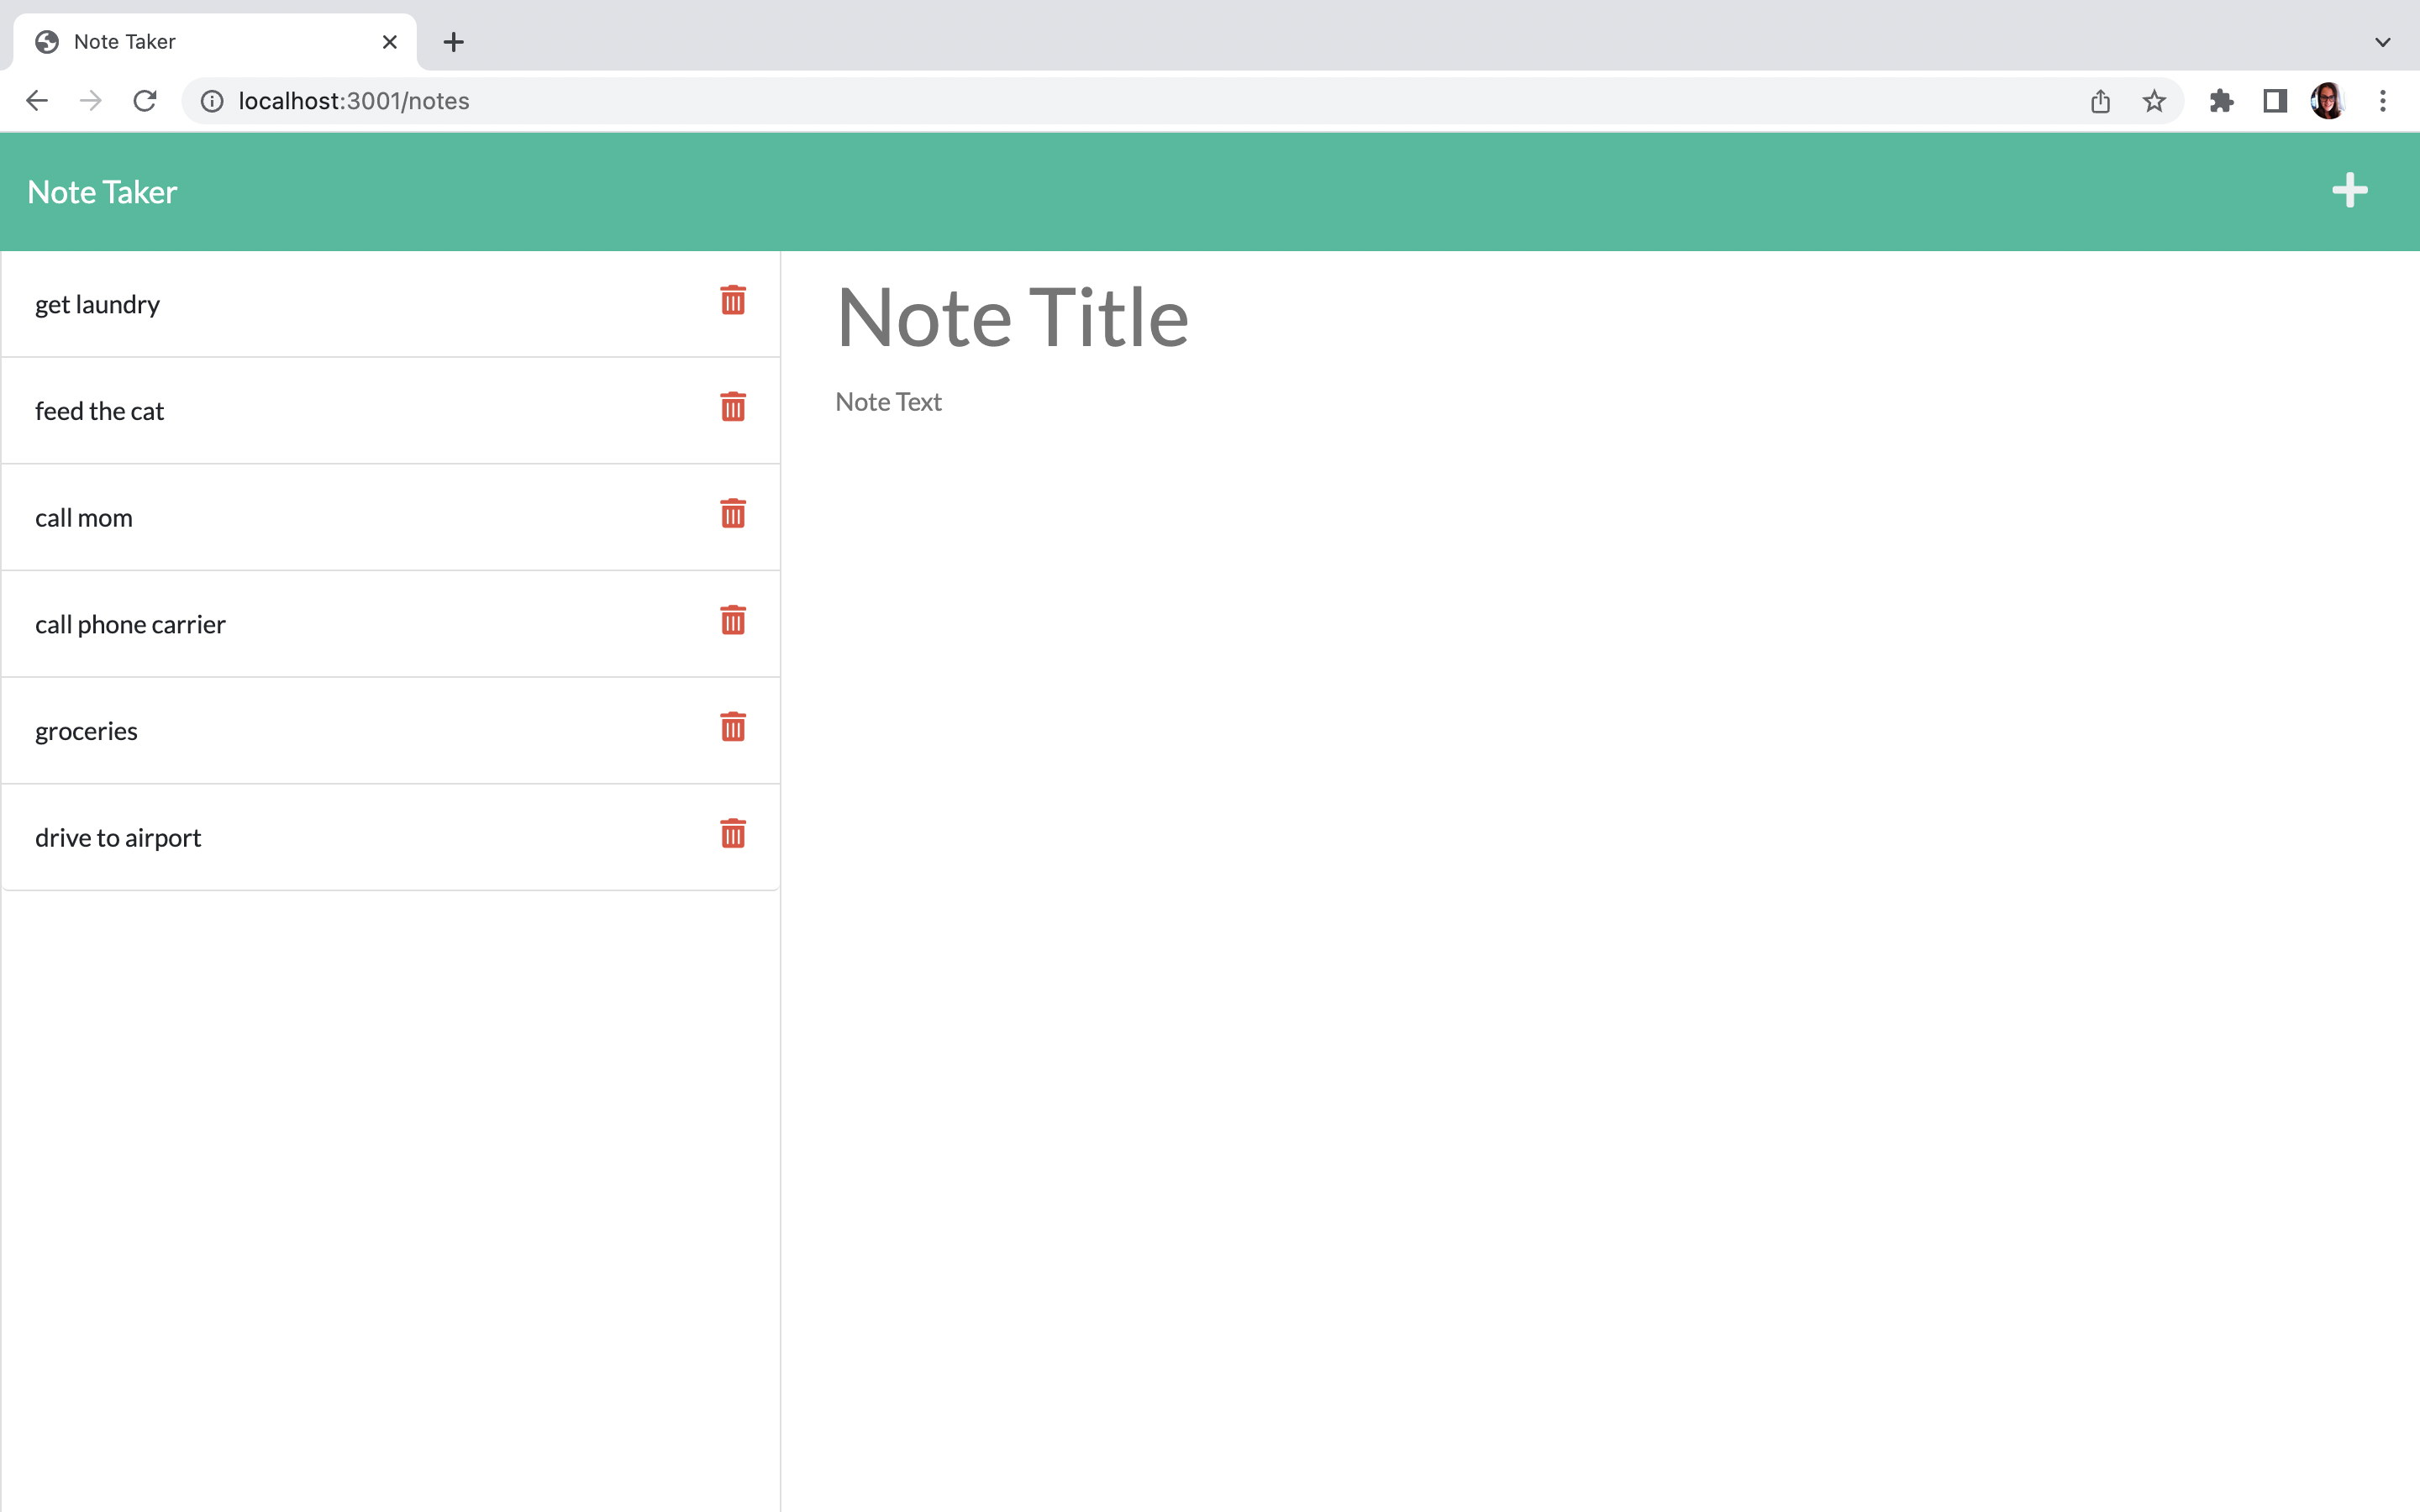 Note Taker
localhost:3001/notes
Note Taker
get laundry
feed the cat
call mom
call phone carrier
groceries
drive to airport
Note Title
Note Text